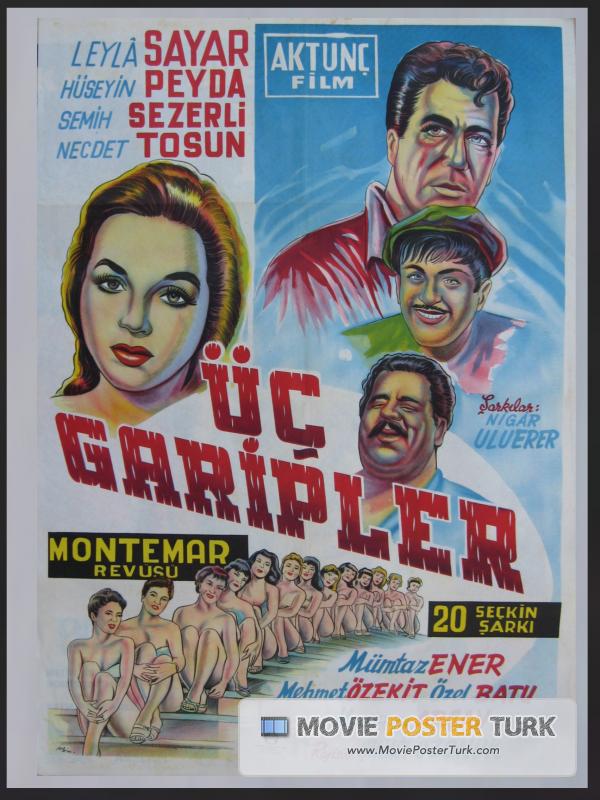 LEYLÂ SAYAR
HÜSEYİN PEYDA
SEMİH SEZERLİ
NECDET TOSUN
AKTUNÇ
FİLM
ÜÇ
GARİPLER
Şarkılar:
NİGÂR
ULUERER
MONTEMAR
REVÜSÜ
20 SEÇKİN
ŞARKI
Mümtaz ENER
Mehmet ÖZEKİT Özel BATU
MOVIE POSTER TURK
www.MoviePosterTurk.com